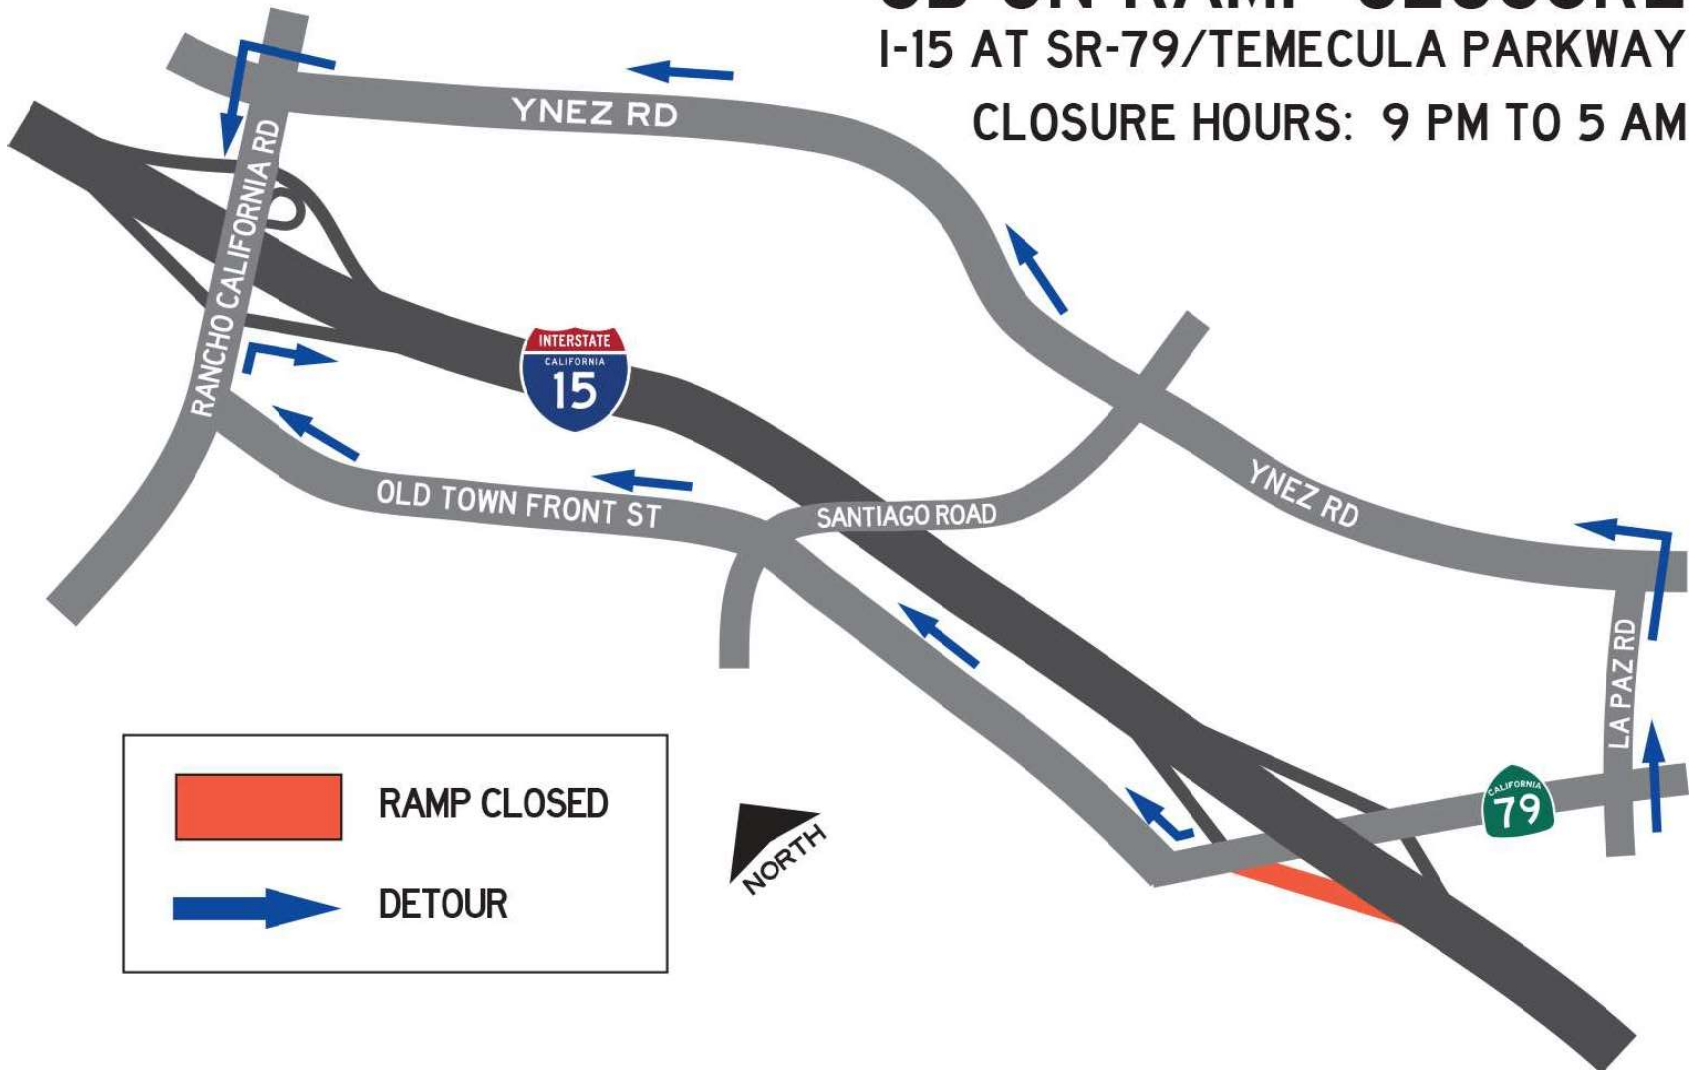 I-15 AT SR-79/TEMECULA PARKWAY
CLOSURE HOURS: 9 PM TO 5 AM
YNEZ RD
RANCHO CALIFORNIA RD
INTERSTATE
CALIFORNIA
15
OLD TOWN FRONT ST
SANTIAGO ROAD
YNEZ RD
LA PAZ RD
CALIFORNIA
79
RAMP CLOSED
DETOUR
NORTH